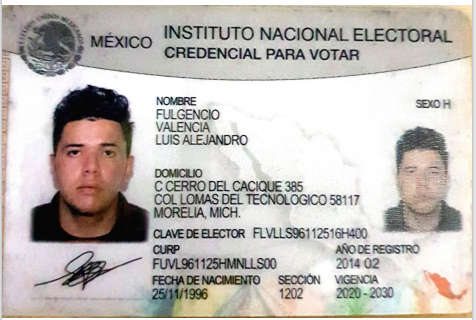 MÉXICO INSTITUTO NACIONAL ELECTORAL
CREDENCIAL PARA VOTAR
NOMBRE
SEXO H
FULGENCIO
VALENCIA
LUIS ALEJANDRO
DOMICILIO
C CERRO DEL CACIQUE 385
COL LOMAS DEL TECNOLOGICO 58117
MORELIA, MICH.
CLAVE DE ELECTOR FLVLLS96112516H400
CURP AÑO DE REGISTRO
FUVL961125HMNLLS00 2014 02
FECHA DE NACIMIENTO SECCIÓN VIGENCIA
25/11/1996 1202 2020 - 2030